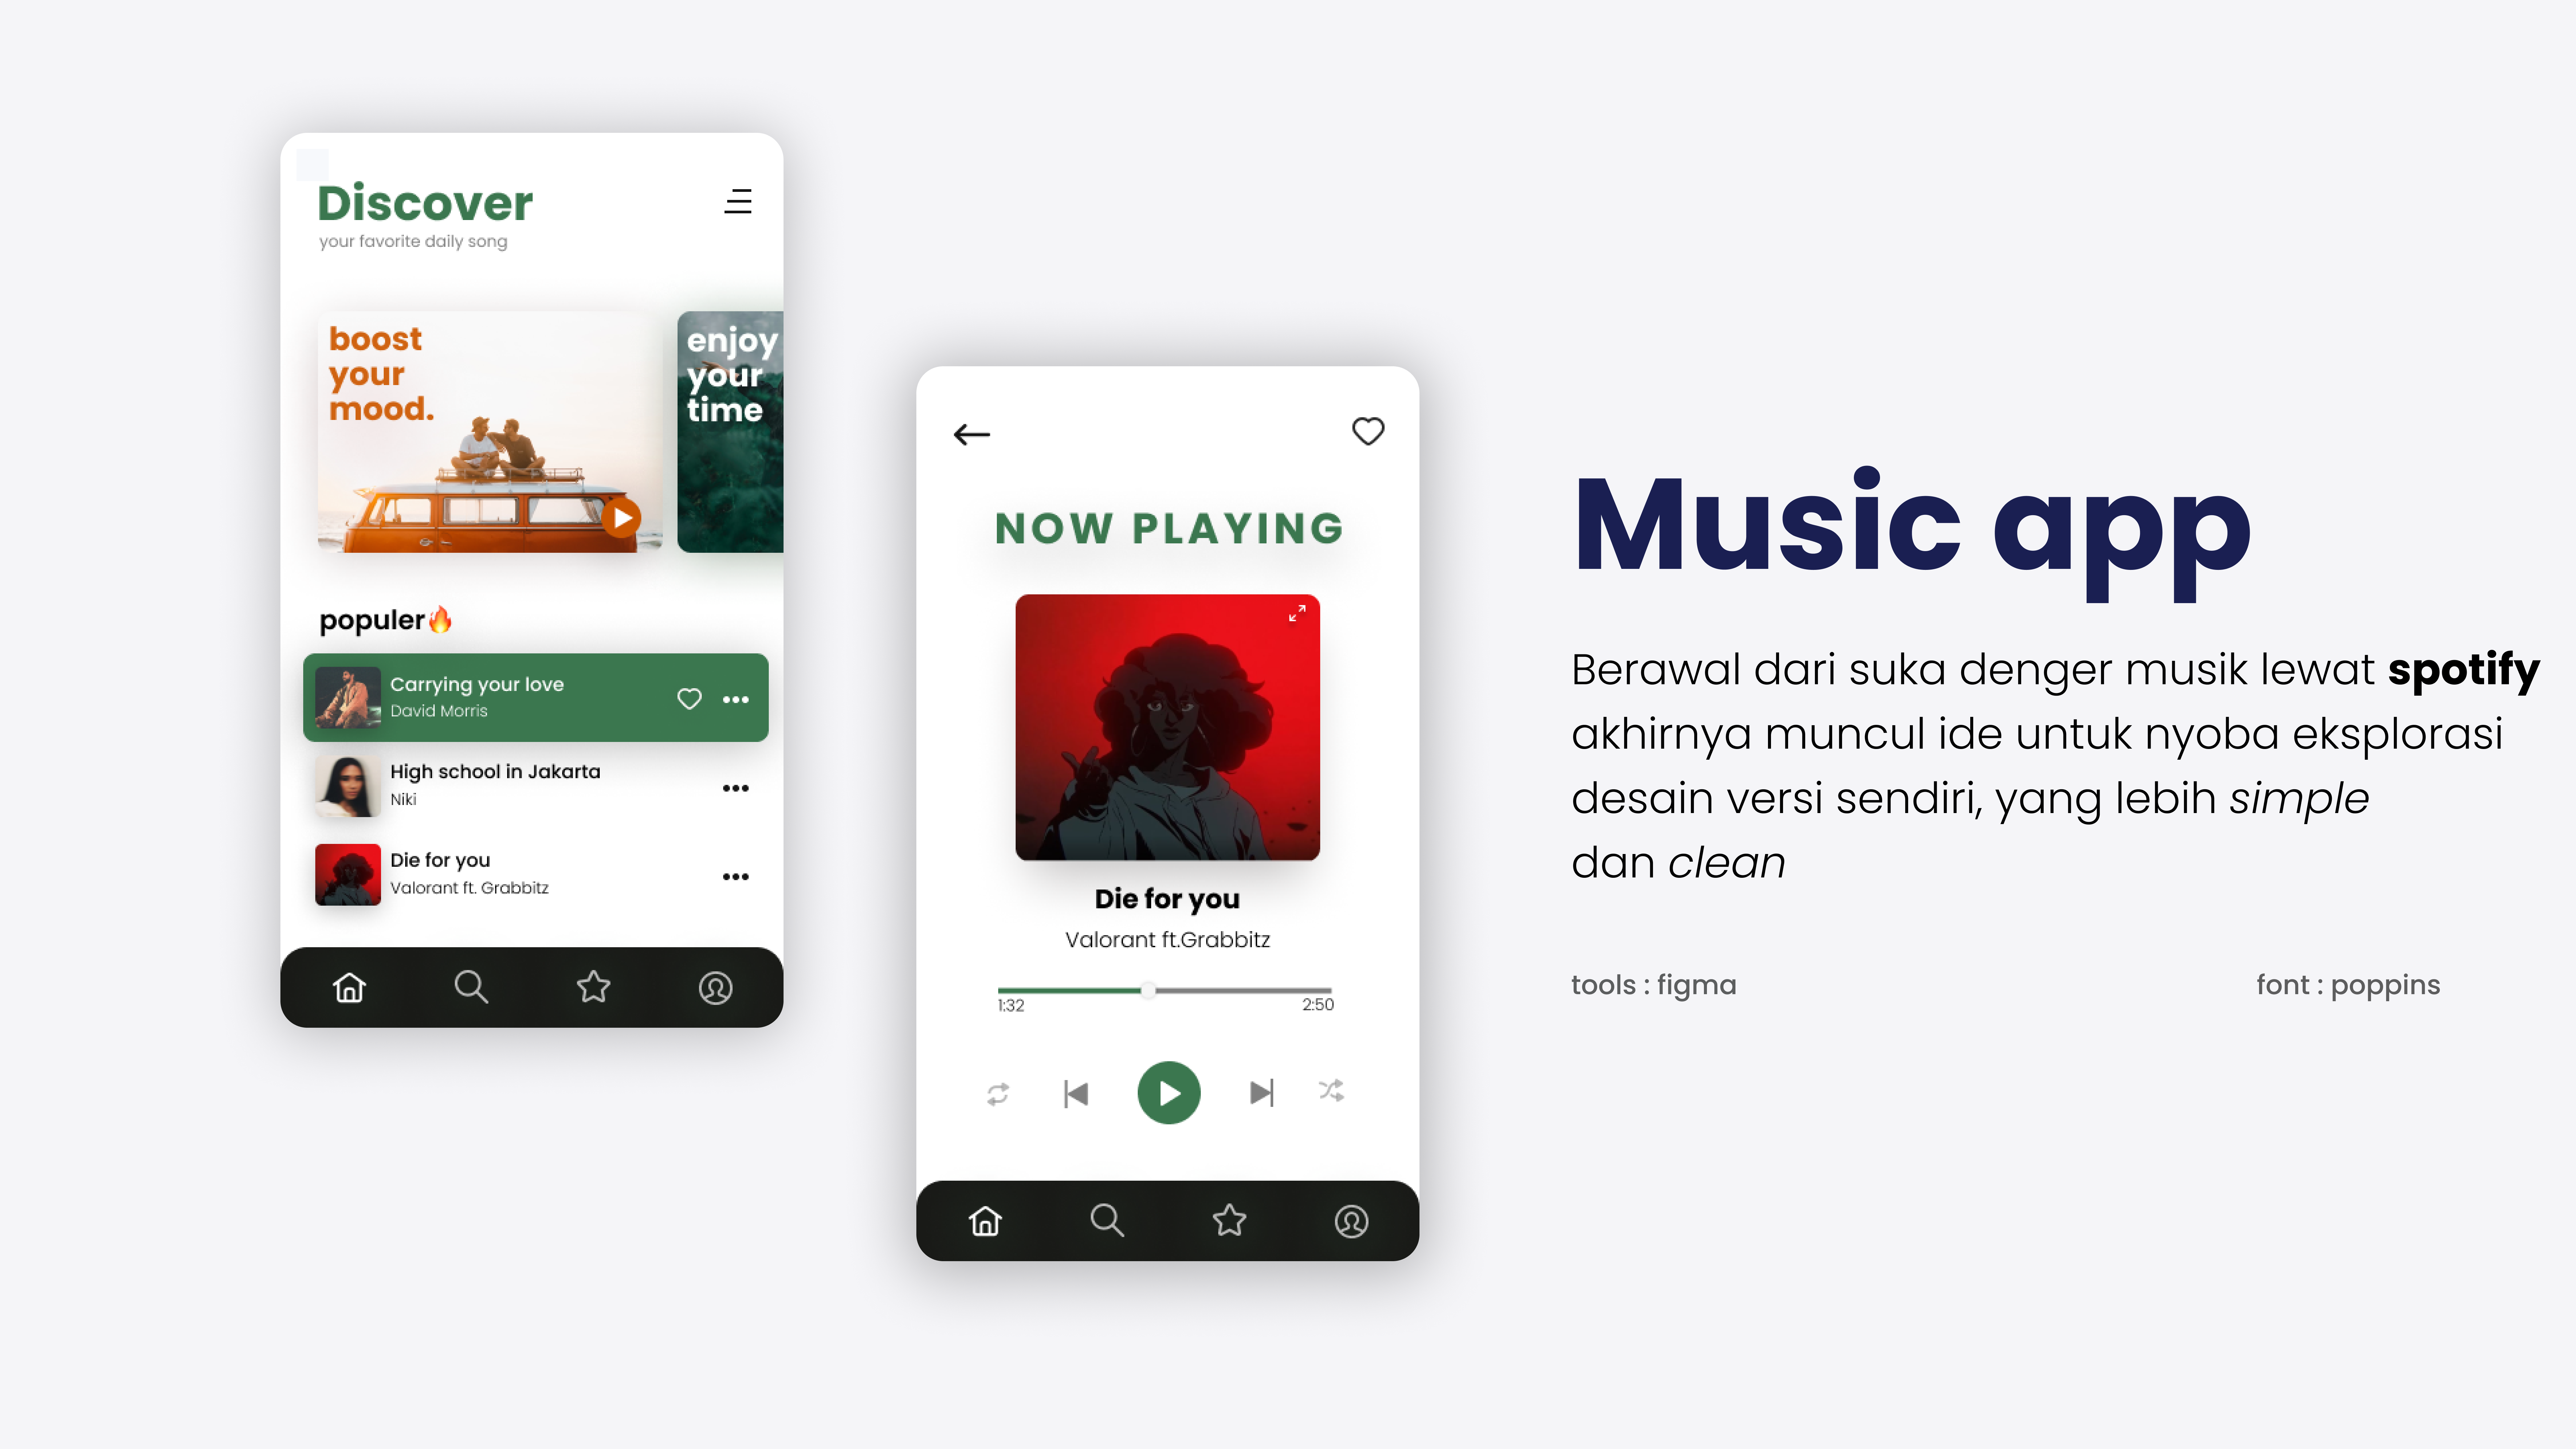 Discover
your favorite daily song
boost
your
mood.
enjoy
your
time
populer🔥
Carrying your love
David Morris
High school in Jakarta
Niki
Die for you
Valorant ft. Grabbitz
NOW PLAYING
Die for you
Valorant ft.Grabbitz
1:32
2:50
Music app
Berawal dari suka denger musik lewat spotify
akhirnya muncul ide untuk nyoba eksplorasi
desain versi sendiri, yang lebih simple
dan clean
tools : figma
font : poppins